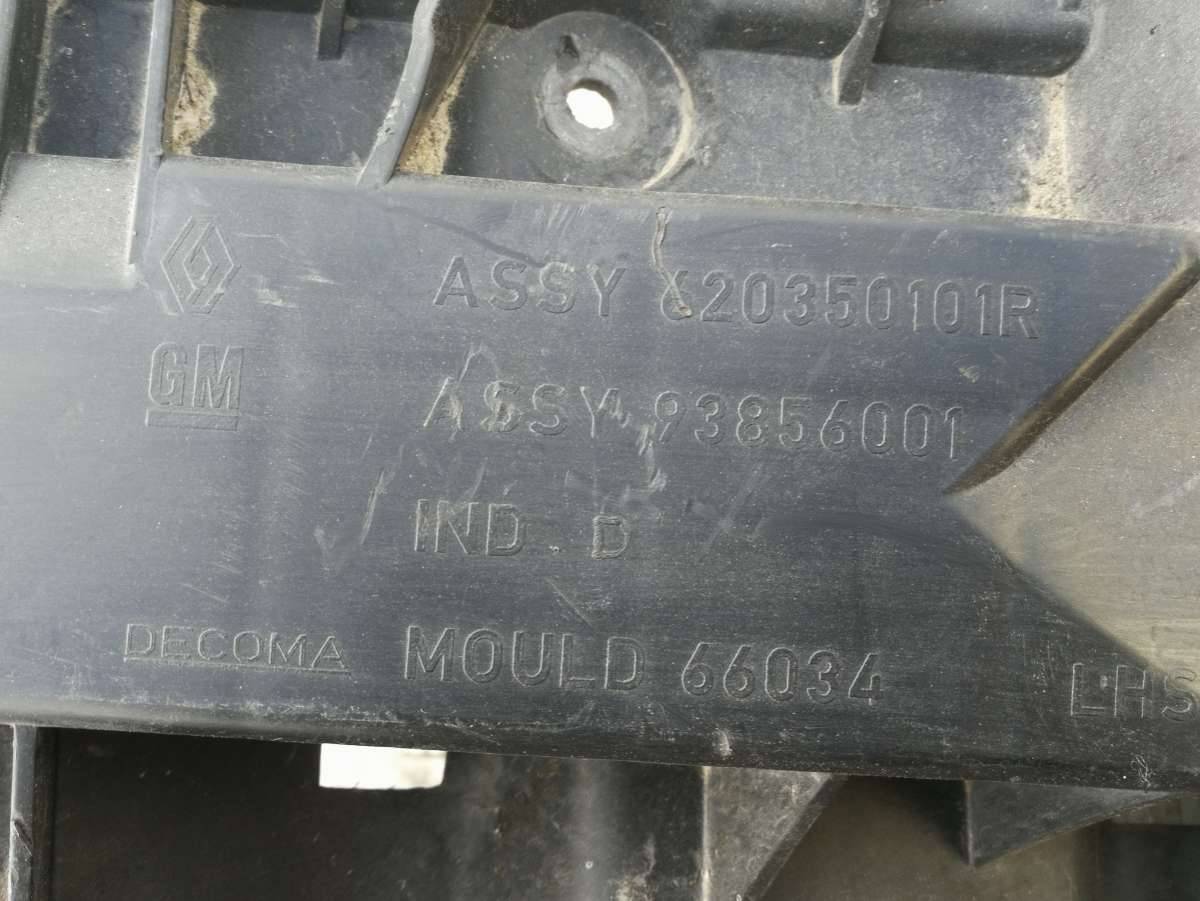 ASSY 620350101R
GM ASSY 93856001
IND . D
DECOMA MOULD 66034 LHS